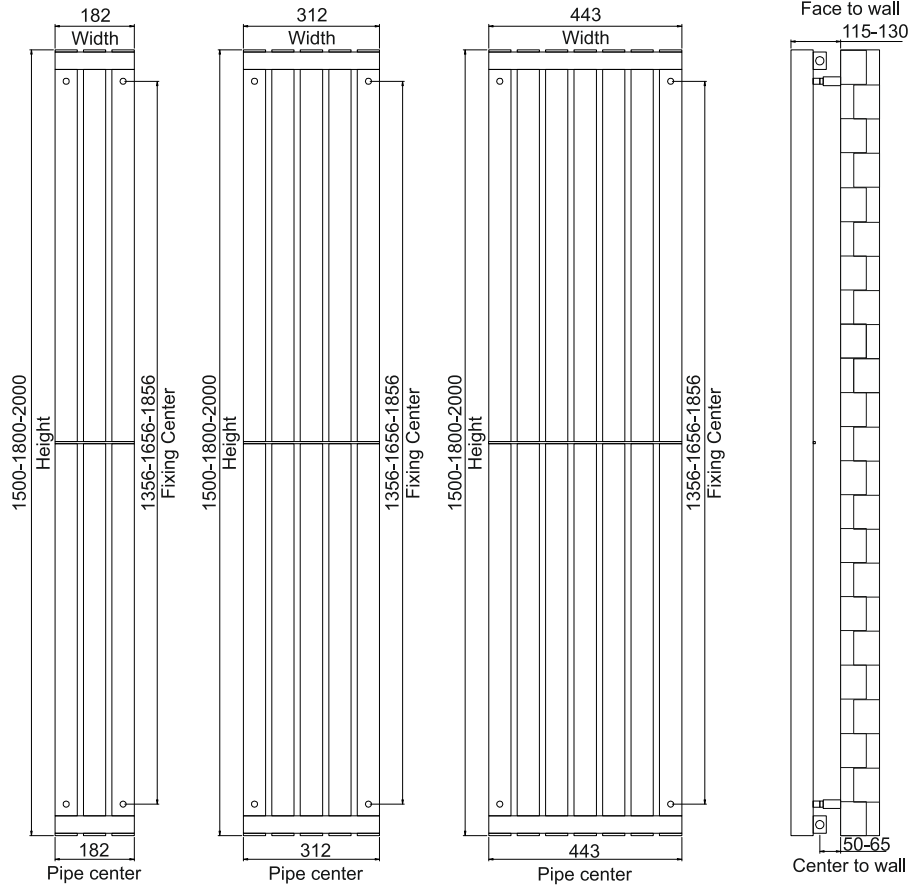 182
Width
1500-1800-2000
Height
1356-1656-1856
Fixing Center
182
Pipe center
312
Width
1500-1800-2000
Height
1356-1656-1856
Fixing Center
312
Pipe center
443
Width
1500-1800-2000
Height
1356-1656-1856
Fixing Center
443
Pipe center
Face to wall
115-130
50-65
Center to wall